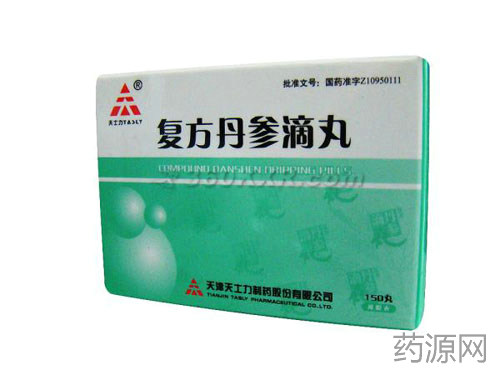 批准文号：国药准字Z10950111
®
天士力TASLY
复方丹参滴丸
COMPOUND DANSHEN DRIPPING PILLS
天津天士力制药股份有限公司
TIANJIN TASLY PHARMACEUTICAL CO.,LTD.
150丸
药源网